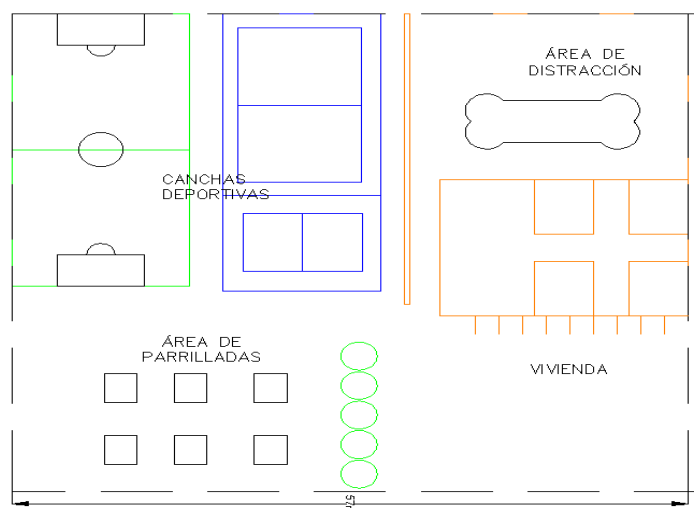 ÁREA DE
DISTRACCIÓN
CANCHAS
DEPORTIVAS
ÁREA DE
PARRILLADAS
VIVIENDA